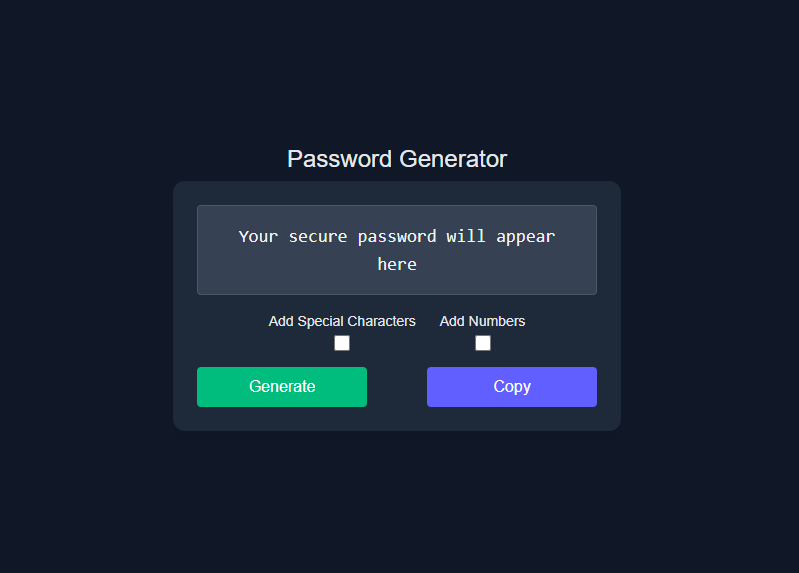 Password Generator
Your secure password will appear
here
Add Special Characters Add Numbers
Generate Copy